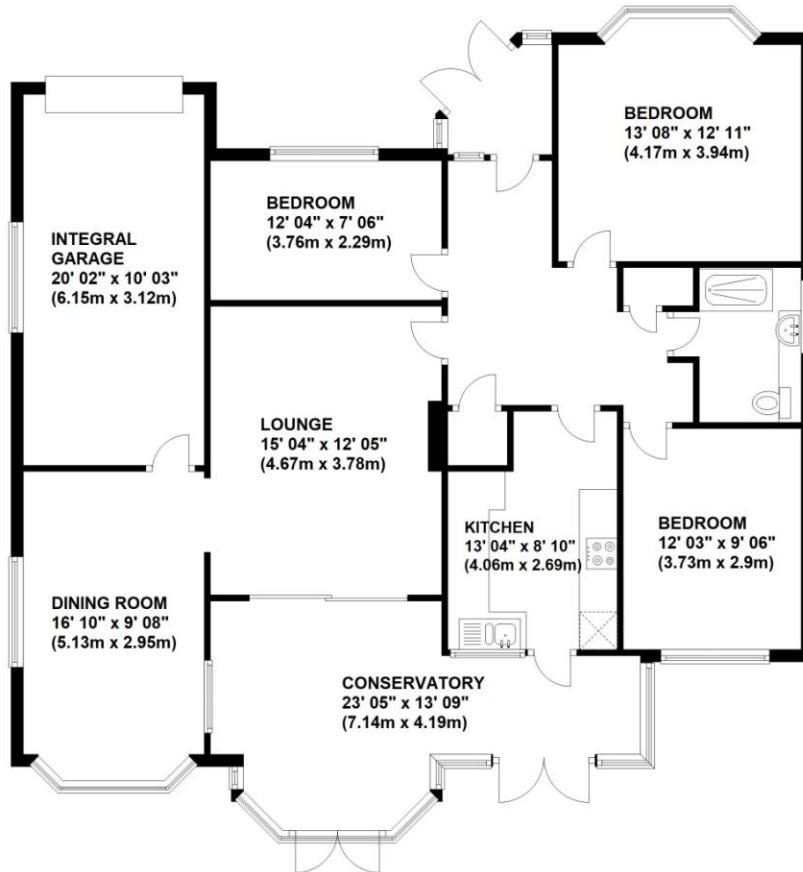 BEDROOM
13' 08" x 12' 11"
(4.17m x 3.94m)
BEDROOM
12' 04" x 7' 06"
(3.76m x 2.29m)
INTEGRAL
GARAGE
20' 02" x 10' 03"
(6.15m x 3.12m)
LOUNGE
15' 04" x 12' 05"
(4.67m x 3.78m)
KITCHEN
13' 04" x 8' 10"
(4.06m x 2.69m)
BEDROOM
12' 03" x 9' 06"
(3.73m x 2.9m)
DINING ROOM
16' 10" x 9' 08"
(5.13m x 2.95m)
CONSERVATORY
23' 05" x 13' 09"
(7.14m x 4.19m)